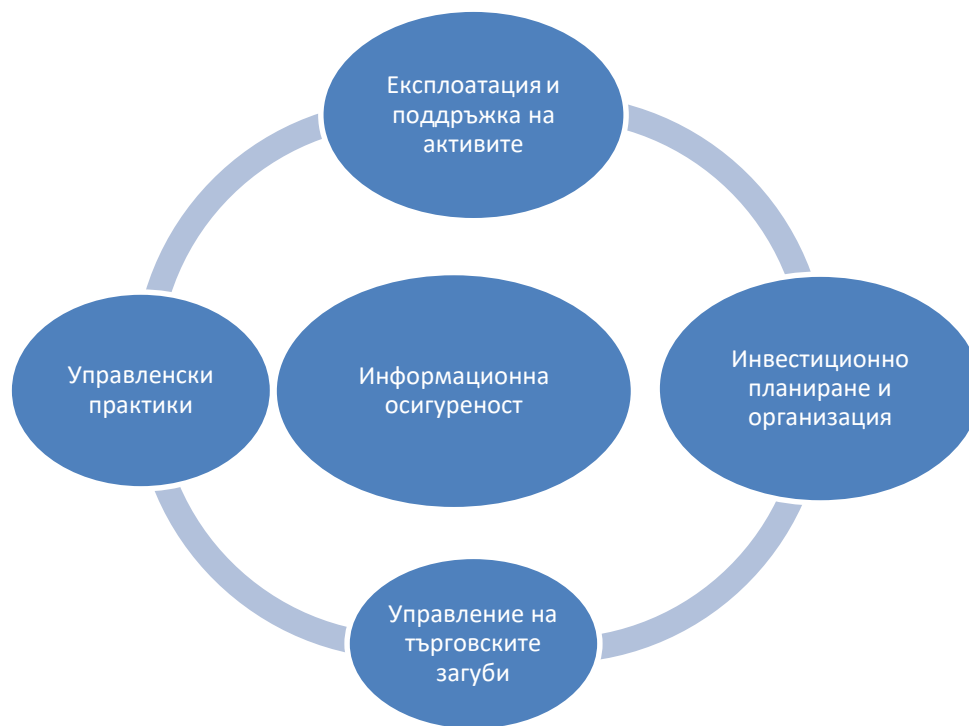 Експлоатация и
поддръжка на
активите
Управленски
практики
Информационна
осигуреност
Инвестиционно
планиране и
организация
Управление на
търговските
загуби